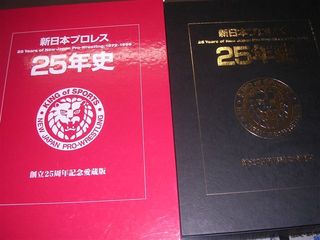 新日本プロレス
25 Years of New Japan Pro-Wrestling 1972-1996
25年史
KING of SPORTS
NEW JAPAN PRO-WRESTLING
創立25周年記念愛蔵版
新日本プロレス
25年史